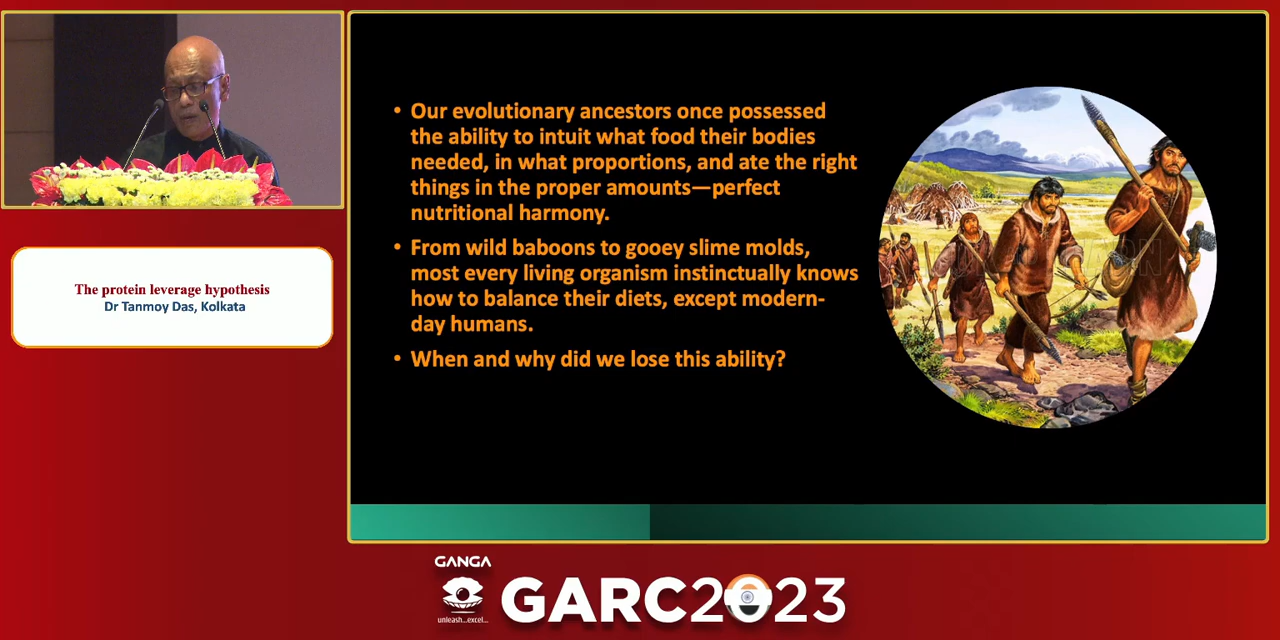 The protein leverage hypothesis
Dr Tanmoy Das, Kolkata
• Our evolutionary ancestors once possessed
the ability to intuit what food their bodies
needed, in what proportions, and ate the right
things in the proper amounts—perfect
nutritional harmony.
• From wild baboons to gooey slime molds,
most every living organism instinctually knows
how to balance their diets, except modern-
day humans.
• When and why did we lose this ability?
GANGA
unleash...excel...
GARC2023